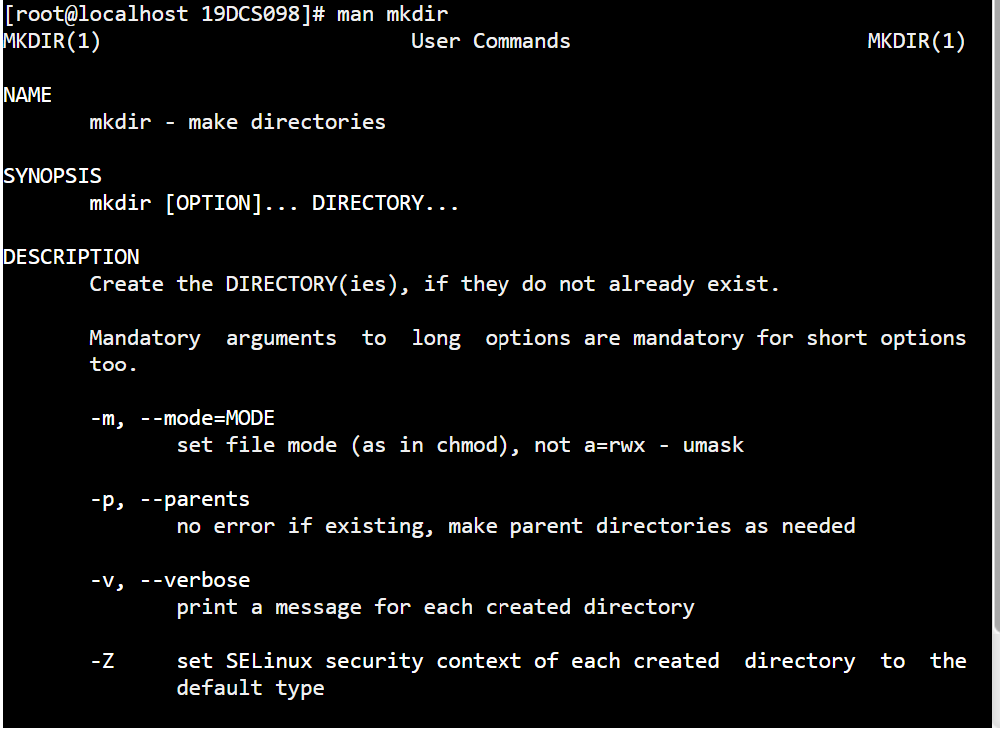 [root@localhost 19DCS098]# man mkdir
MKDIR(1) User Commands MKDIR(1)
NAME
mkdir - make directories
SYNOPSIS
mkdir [OPTION]... DIRECTORY...
DESCRIPTION
Create the DIRECTORY(ies), if they do not already exist.
Mandatory arguments to long options are mandatory for short options
too.
-m, --mode=MODE
set file mode (as in chmod), not a=rwx - umask
-p, --parents
no error if existing, make parent directories as needed
-v, --verbose
print a message for each created directory
-Z set SELinux security context of each created directory to the
default type